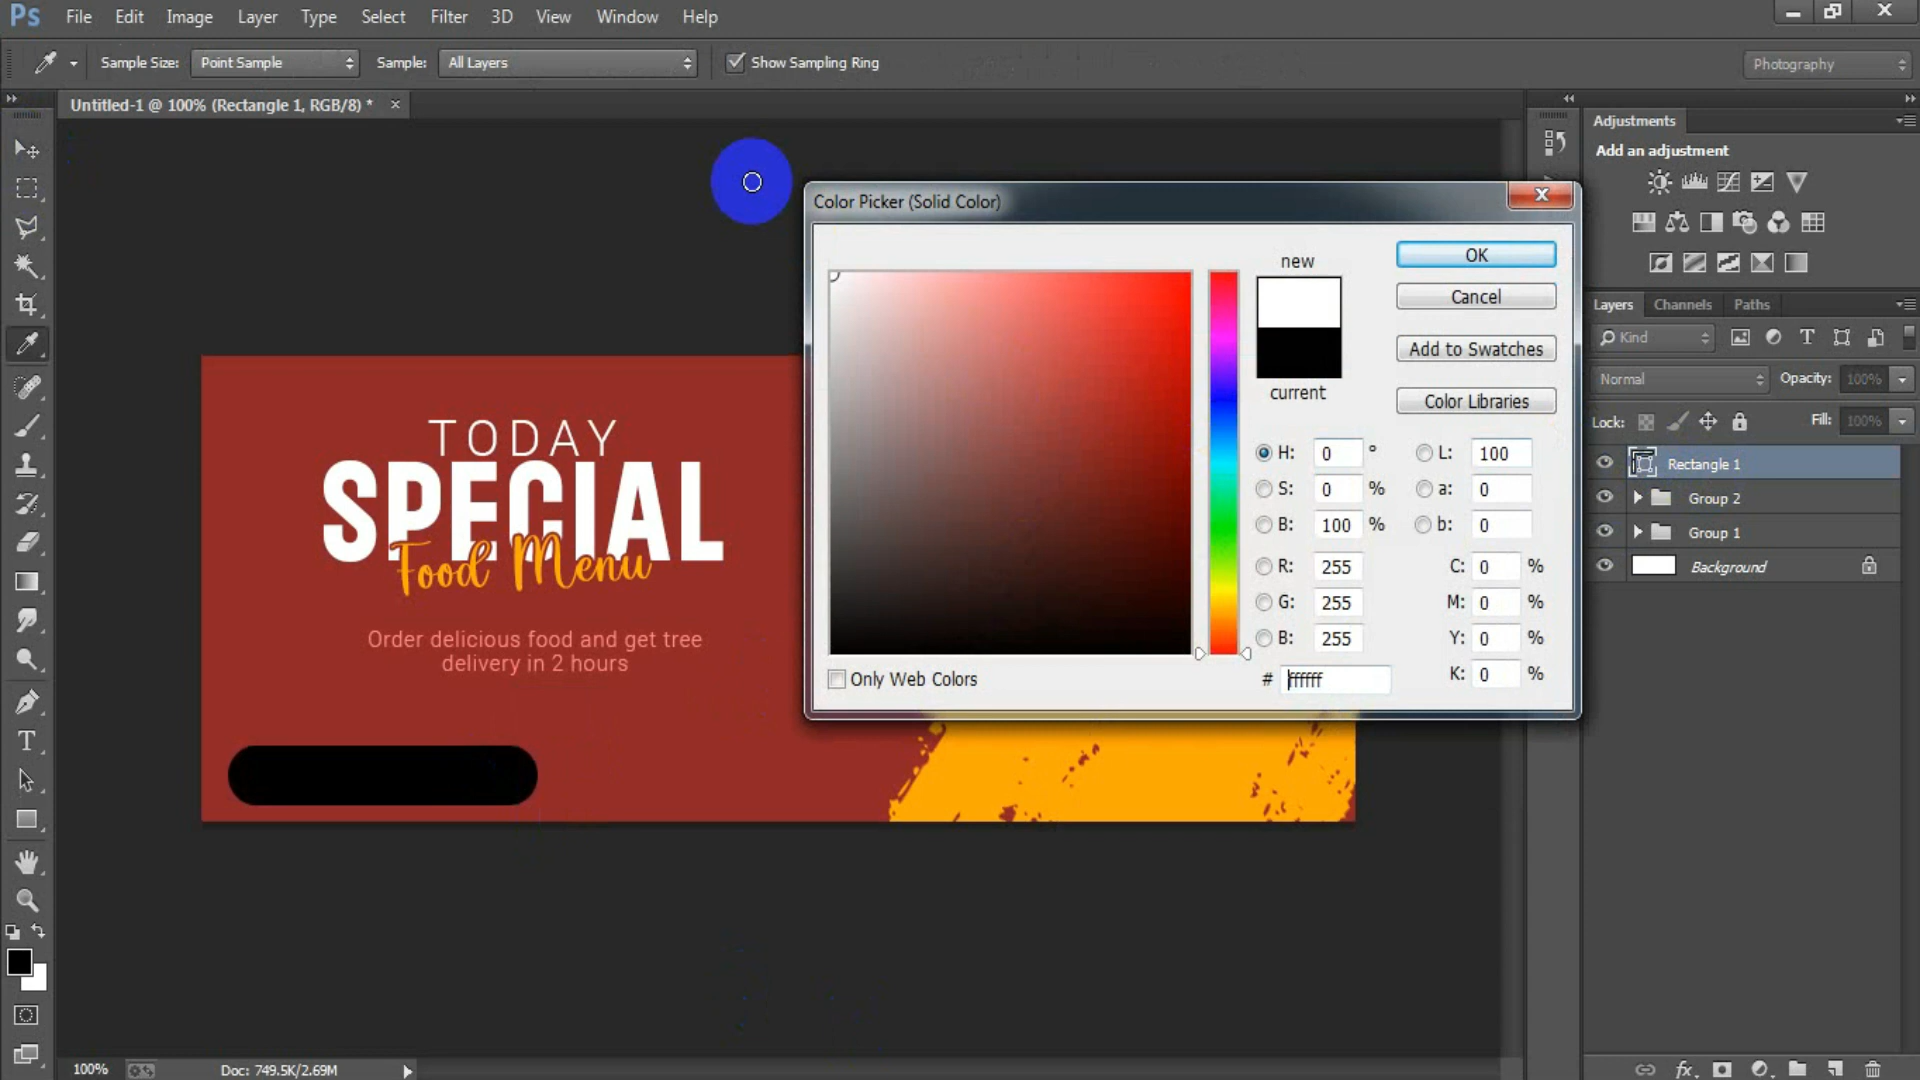 Ps File Edit Image Layer Type Select Filter 3D View Window Help
Sample Size: Point Sample Sample: All Layers Show Sampling Ring Photography
Untitled-1 @ 100% (Rectangle 1, RGB/8) *
Adjustments
Add an adjustment
Color Picker (Solid Color)
new
current
OK
Cancel
Add to Swatches
Color Libraries
H: 0 ° L: 100
S: 0 % a: 0
B: 100 % b: 0
R: 255 C: 0 %
G: 255 M: 0 %
B: 255 Y: 0 %
# ffffff K: 0 %
Only Web Colors
Layers Channels Paths
Kind
Normal Opacity: 100%
Lock: Fill: 100%
Rectangle 1
Group 2
Group 1
Background
TODAY
SPECIAL
Food Menu
Order delicious food and get tree
delivery in 2 hours
100% Doc: 749.5K/2.69M